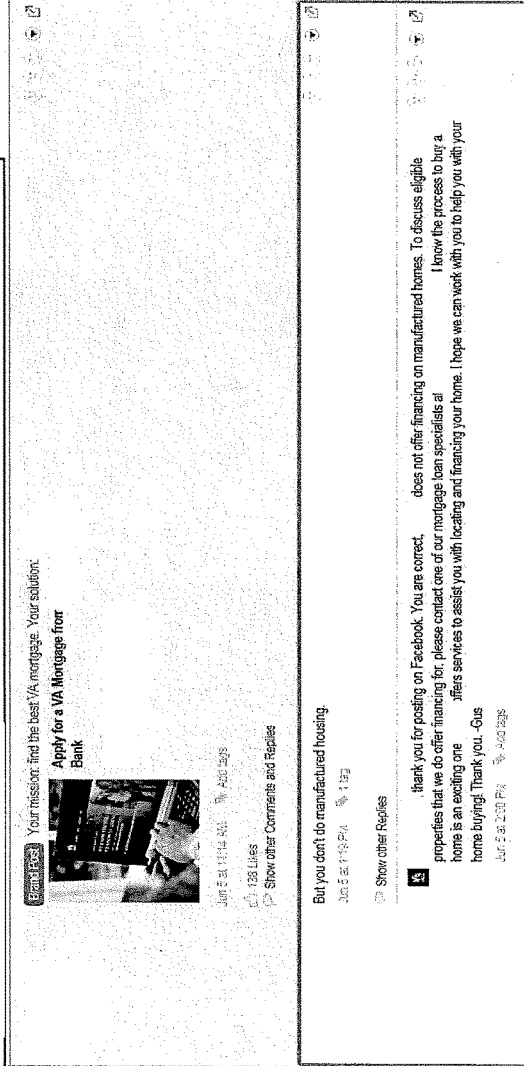 Brand Post Your mission: find the best VA mortgage. Your solution:
Apply for a VA Mortgage from
Bank
Jun 5 at 11:14 AM Add tags
138 Likes
Show other Comments and Replies
But you don't do manufactured housing.
Jun 5 at 1:19 PM 1 tag
Show other Replies
, thank you for posting on Facebook. You are correct, does not offer financing on manufactured homes. To discuss eligible
properties that we do offer financing for, please contact one of our mortgage loan specialists at I know the process to buy a
home is an exciting one offers services to assist you with locating and financing your home. I hope we can work with you to help you with your
home buying! Thank you, -Gus
Jun 5 at 2:00 PM Add tags